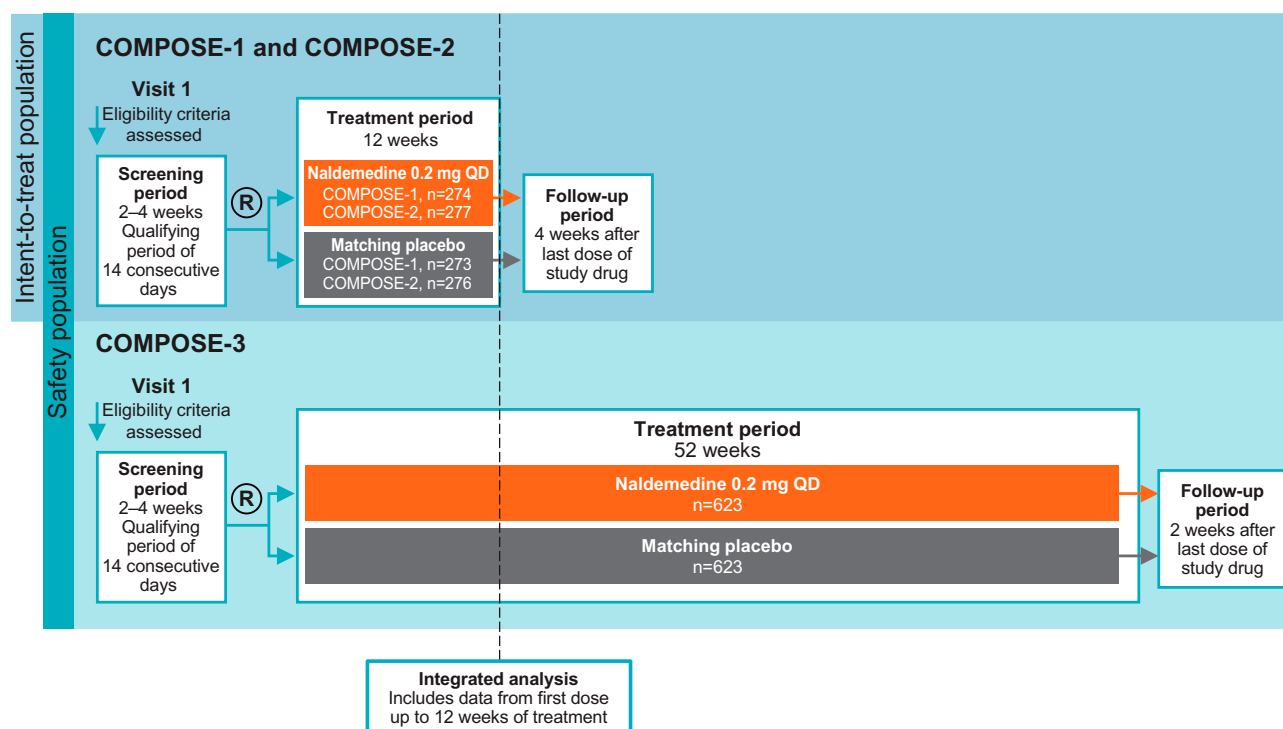 Intent-to-treat population
Safety population
COMPOSE-1 and COMPOSE-2
Visit 1
Eligibility criteria
assessed
Screening
period
2–4 weeks
Qualifying
period of
14 consecutive
days
R
Treatment period
12 weeks
Naldemedine 0.2 mg QD
COMPOSE-1, n=274
COMPOSE-2, n=277
Matching placebo
COMPOSE-1, n=273
COMPOSE-2, n=276
Follow-up
period
4 weeks after
last dose of
study drug
COMPOSE-3
Visit 1
Eligibility criteria
assessed
Screening
period
2–4 weeks
Qualifying
period of
14 consecutive
days
R
Treatment period
52 weeks
Naldemedine 0.2 mg QD
n=623
Matching placebo
n=623
Follow-up
period
2 weeks after
last dose of
study drug
Integrated analysis
Includes data from first dose
up to 12 weeks of treatment